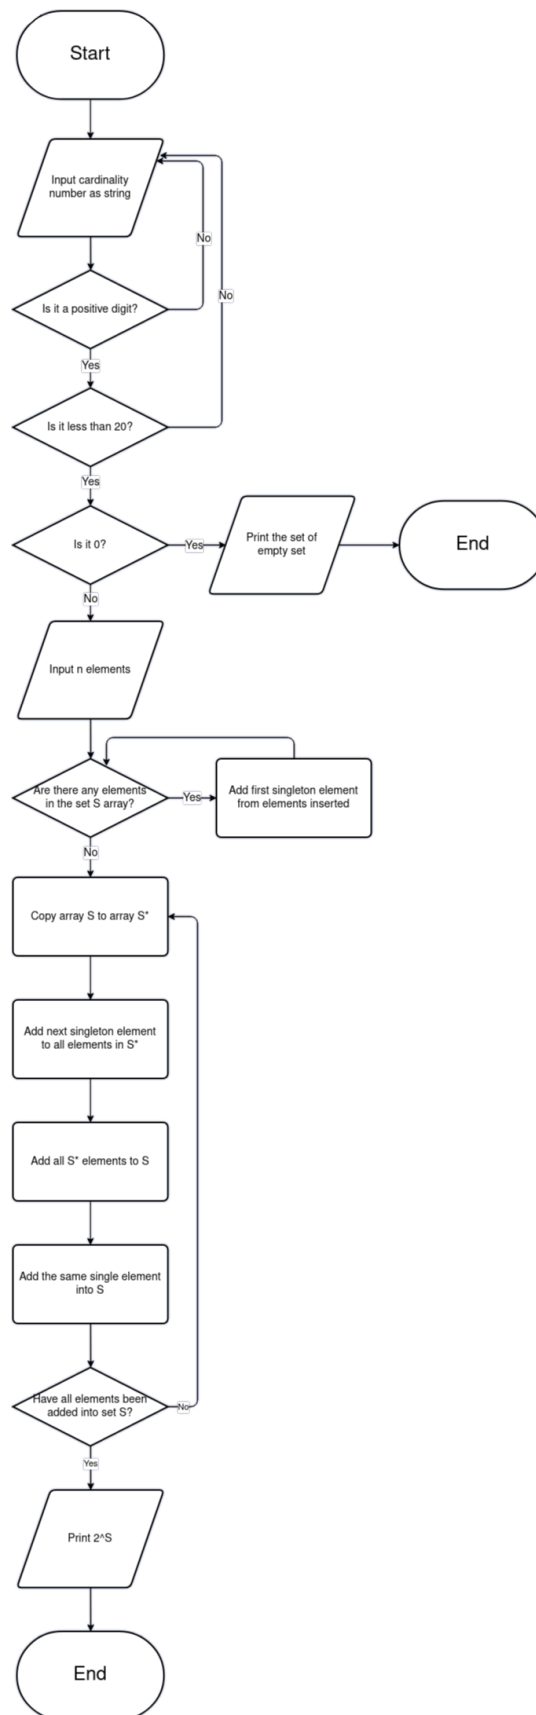 Start
Input cardinality
number as string
No
Is it a positive digit?
No
Yes
Is it less than 20?
Yes
Is it 0?
Yes
Print the set of
empty set
End
No
Input n elements
Are there any elements
in the set S array?
Yes
Add first singleton element
from elements inserted
No
Copy array S to array S*
Add next singleton element
to all elements in S*
Add all S* elements to S
Add the same single element
into S
Have all elements been
added into set S?
No
Yes
Print 2^S
End